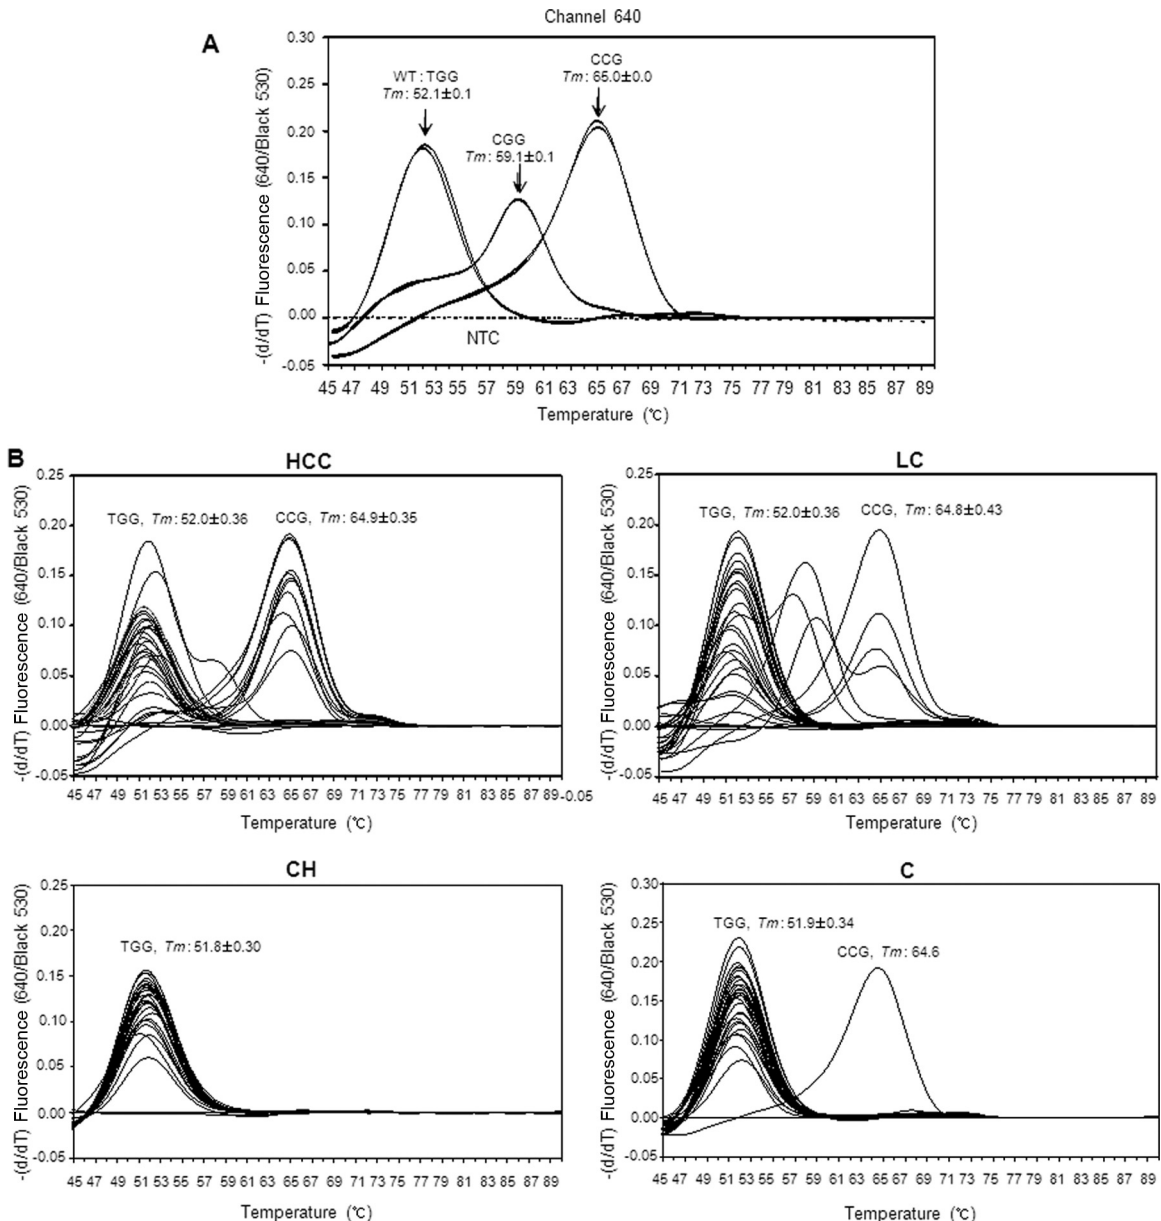 Channel 640
A
-(d/dT) Fluorescence (640/Black 530)
0.30
0.25
0.20
0.15
0.10
0.05
0.00
-0.05
WT : TGG
Tm : 52.1±0.1
CGG
Tm : 59.1±0.1
CCG
Tm : 65.0±0.0
NTC
45 47 49 51 53 55 57 59 61 63 65 67 69 71 73 75 77 79 81 83 85 87 89
Temperature (℃)
B
HCC
-(d/dT) Fluorescence (640/Black 530)
0.25
0.20
0.15
0.10
0.05
0.00
-0.05
TGG, Tm : 52.0±0.36
CCG, Tm : 64.9±0.35
45 47 49 51 53 55 57 59 61 63 65 67 69 71 73 75 77 79 81 83 85 87 89 -0.05
Temperature (℃)
LC
-(d/dT) Fluorescence (640/Black 530)
0.25
0.20
0.15
0.10
0.05
0.00
-0.05
TGG, Tm : 52.0±0.36
CCG, Tm : 64.8±0.43
45 47 49 51 53 55 57 59 61 63 65 67 69 71 73 75 77 79 81 83 85 87 89
Temperature (℃)
CH
-(d/dT) Fluorescence (640/Black 530)
0.25
0.20
0.15
0.10
0.05
0.00
-0.05
TGG, Tm : 51.8±0.30
45 47 49 51 53 55 57 59 61 63 65 67 69 71 73 75 77 79 81 83 85 87 89
Temperature (℃)
C
-(d/dT) Fluorescence (640/Black 530)
0.30
0.25
0.20
0.15
0.10
0.05
0.00
-0.05
TGG, Tm : 51.9±0.34
CCG, Tm : 64.6
45 47 49 51 53 55 57 59 61 63 65 67 69 71 73 75 77 79 81 83 85 87 89
Temperature (℃)